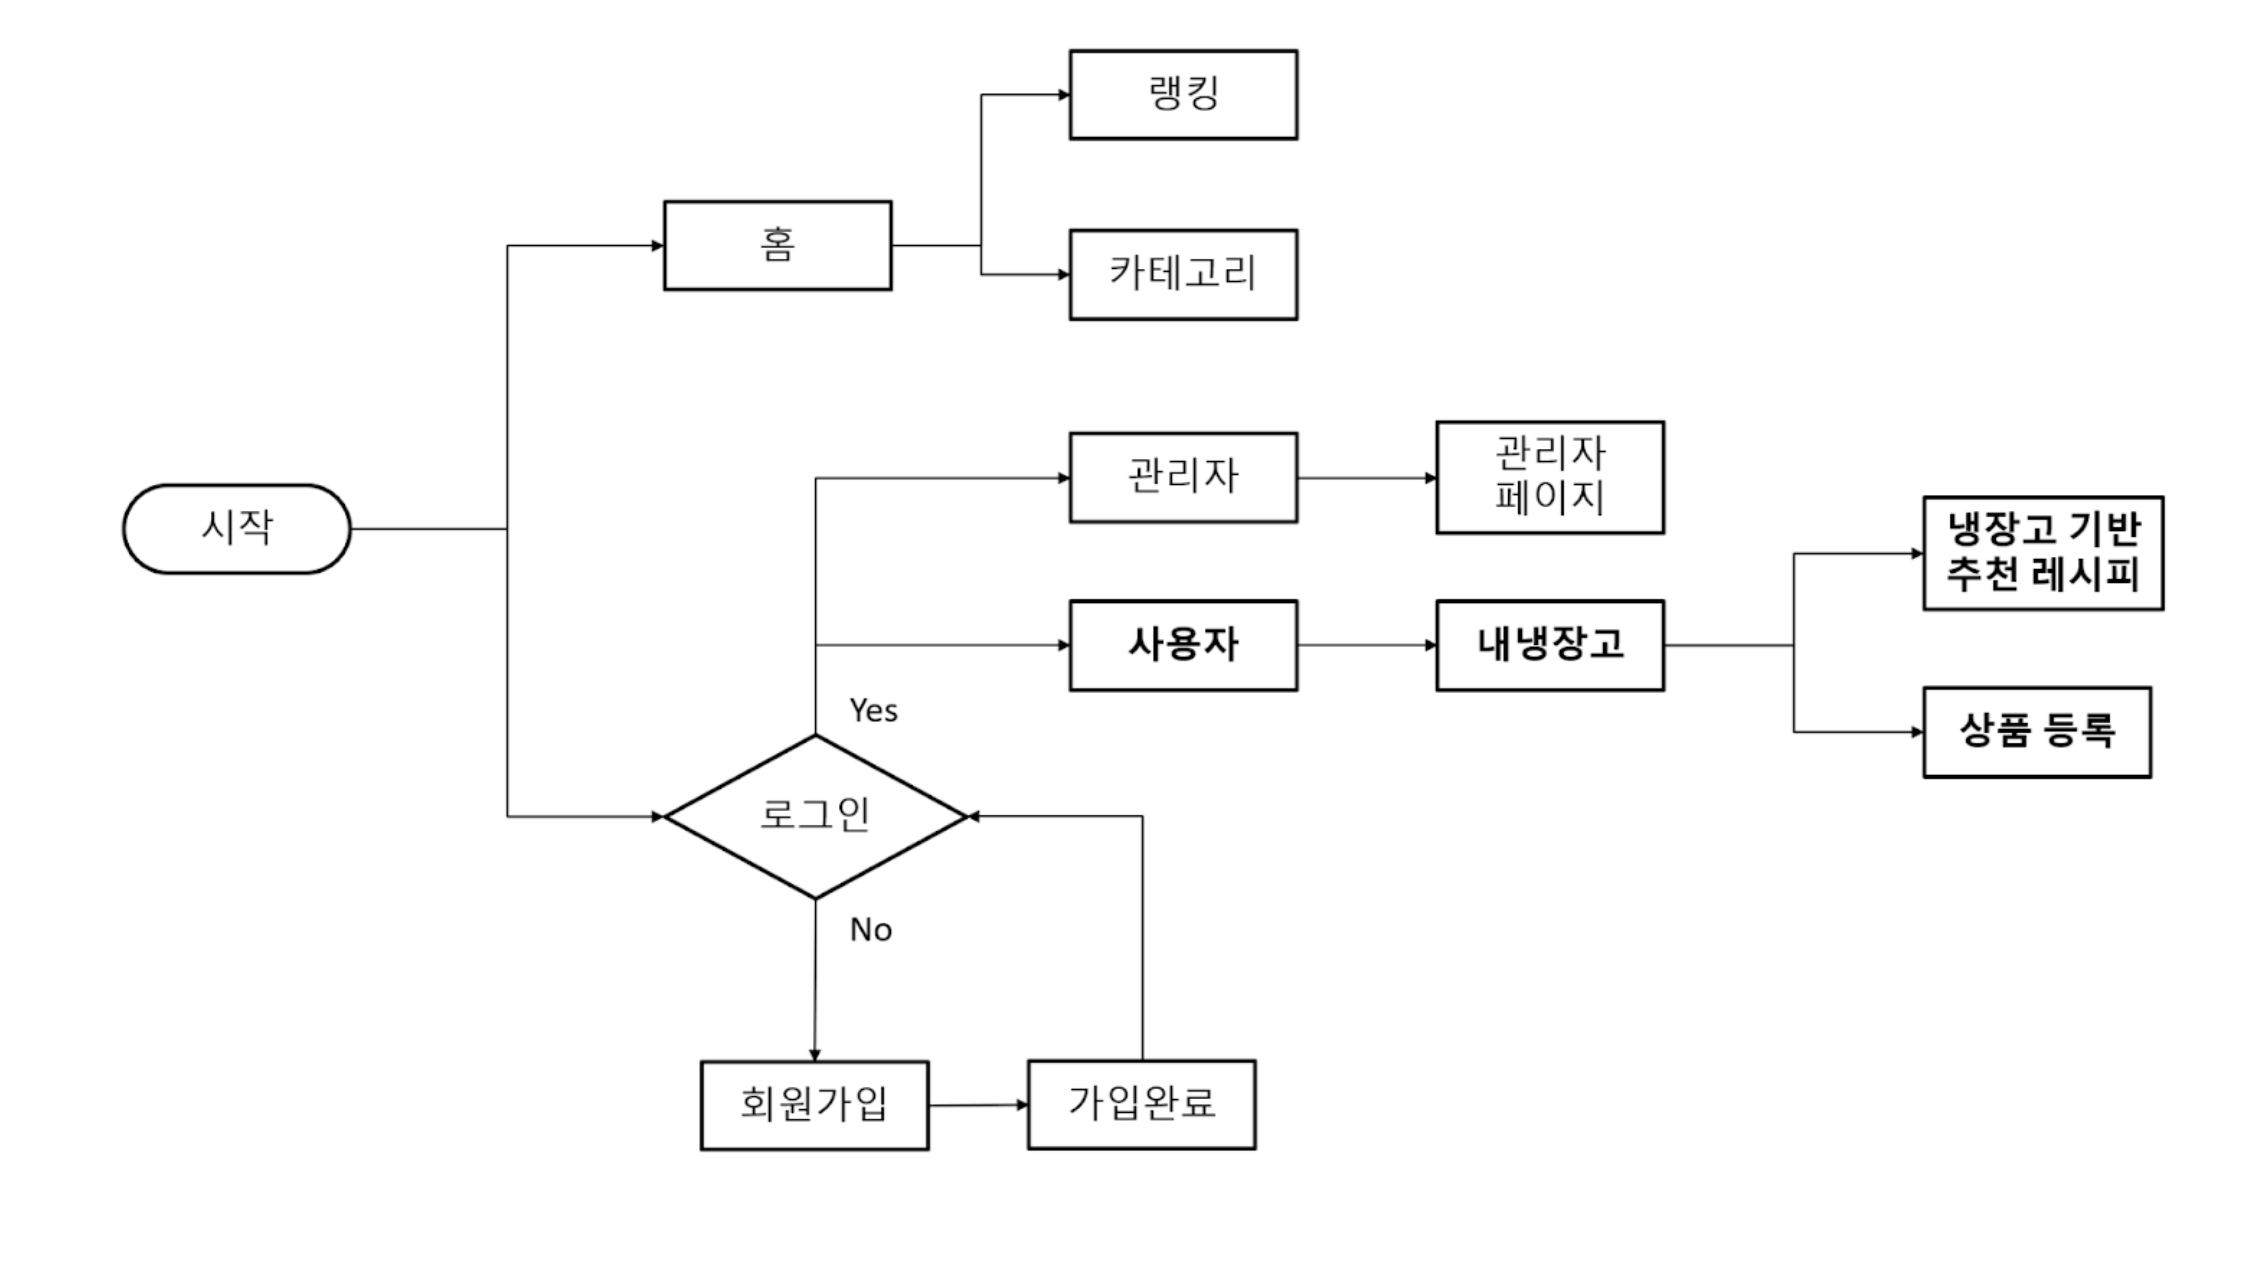 랭킹
홈
카테고리
관리자
관리자
페이지
시작
냉장고 기반
추천 레시피
사용자
내냉장고
Yes
상품 등록
로그인
No
회원가입
가입완료